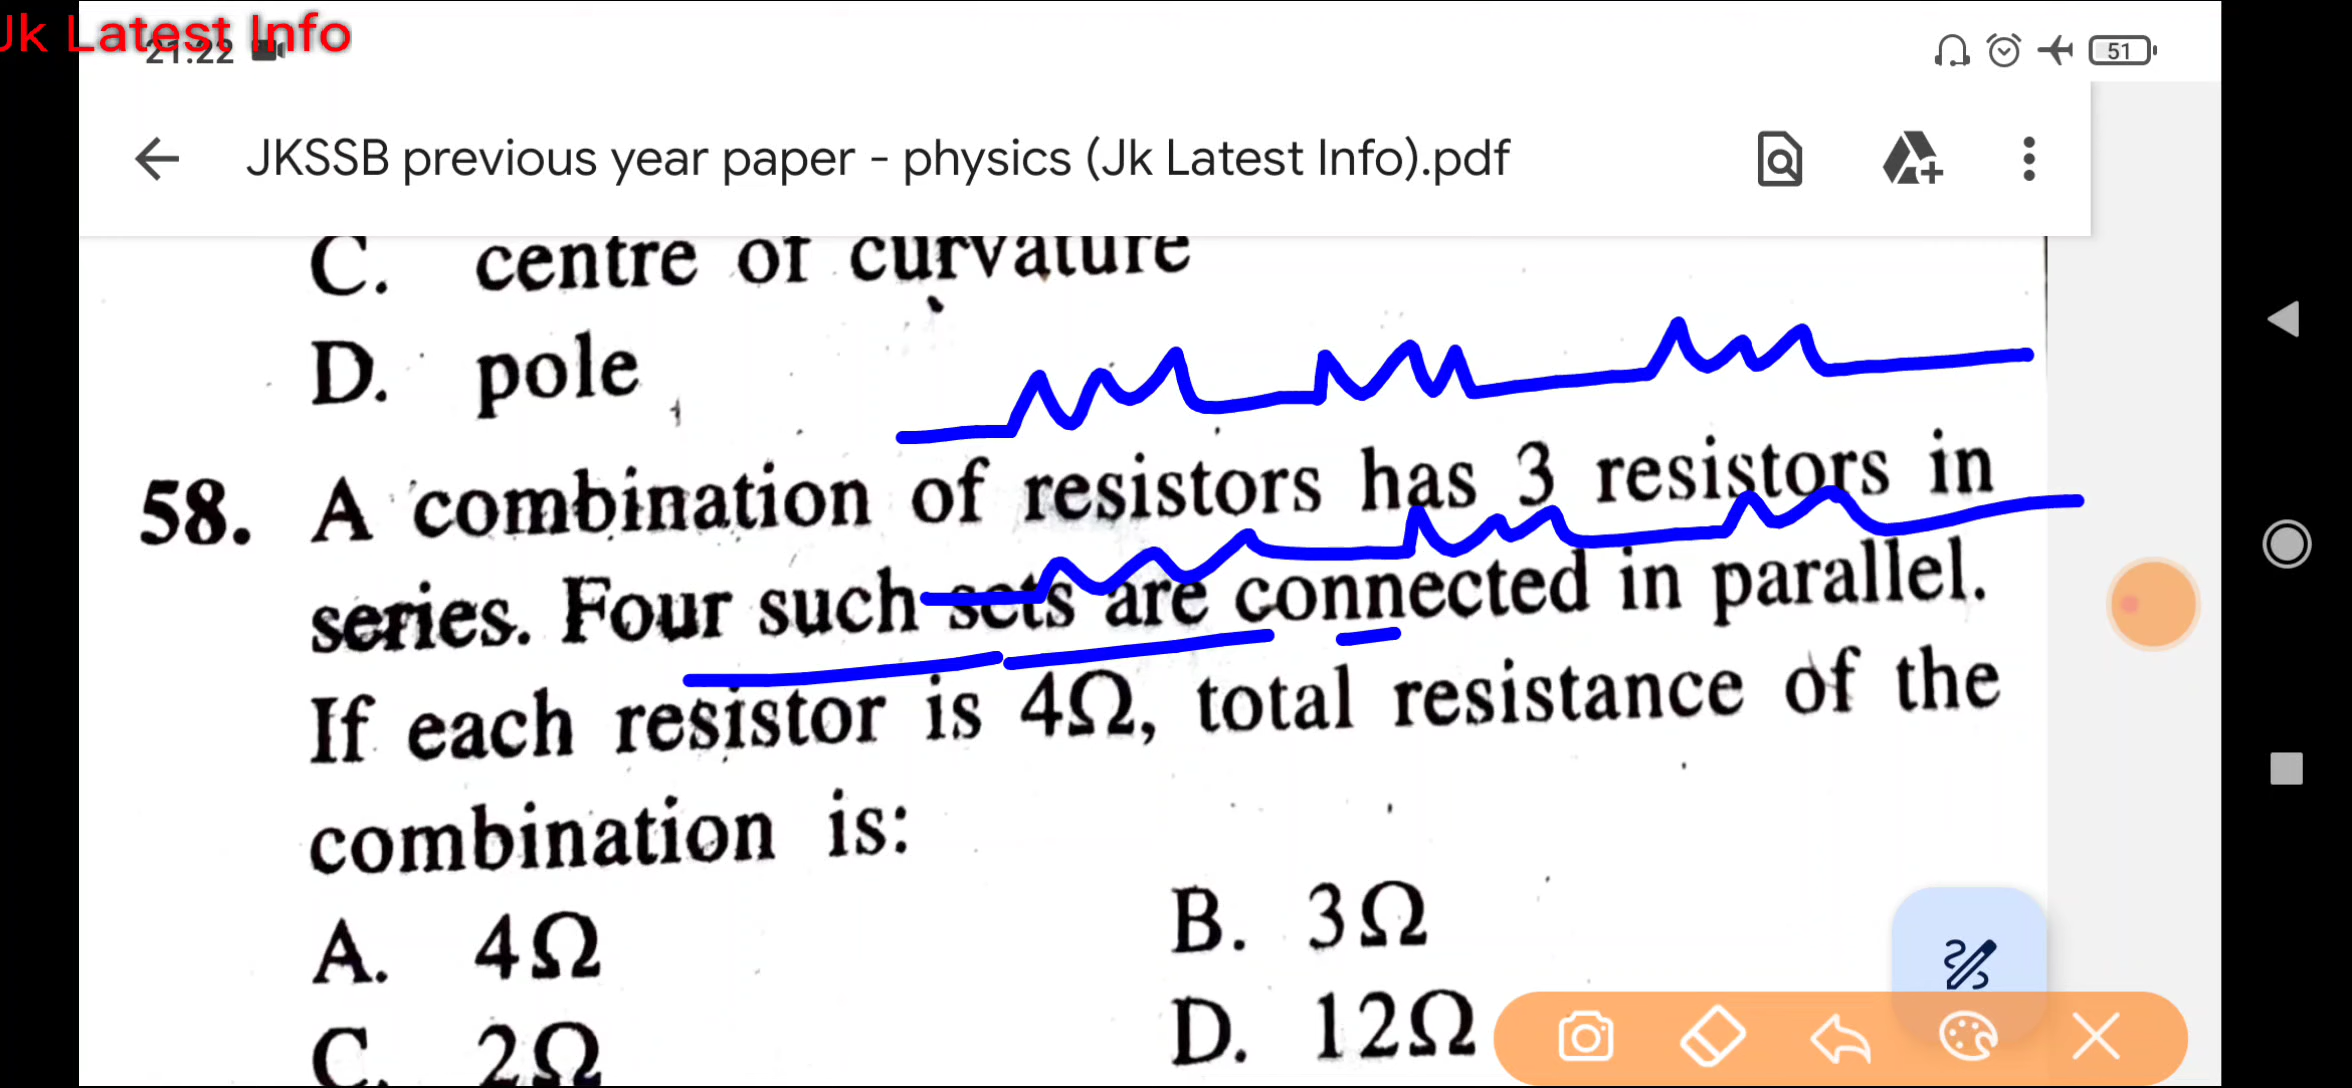 Jk Latest Info
21:22
51
JKSSB previous year paper - physics (Jk Latest Info).pdf
C. centre of curvature
D. pole
58. A combination of resistors has 3 resistors in
series. Four such sets are connected in parallel.
If each resistor is 4Ω, total resistance of the
combination is:
A. 4Ω
B. 3Ω
C. 2Ω
D. 12Ω